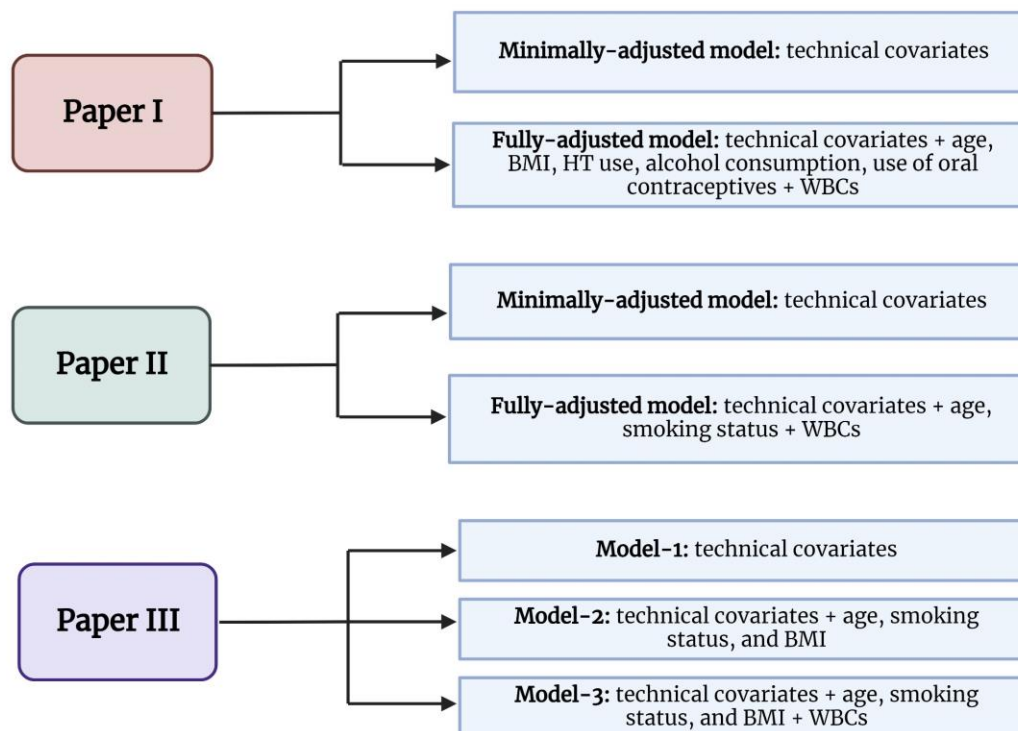 Paper I
Minimally-adjusted model: technical covariates
Fully-adjusted model: technical covariates + age,
BMI, HT use, alcohol consumption, use of oral
contraceptives + WBCs
Paper II
Minimally-adjusted model: technical covariates
Fully-adjusted model: technical covariates + age,
smoking status + WBCs
Paper III
Model-1: technical covariates
Model-2: technical covariates + age, smoking
status, and BMI
Model-3: technical covariates + age, smoking
status, and BMI + WBCs